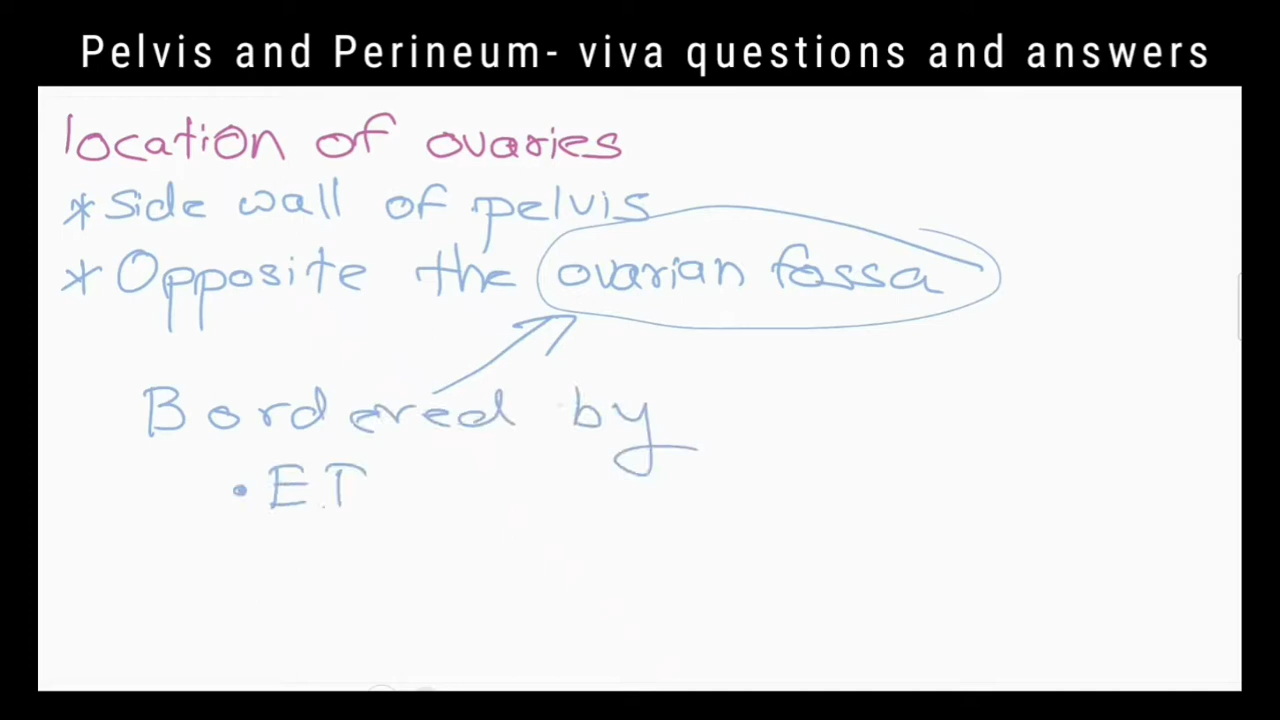 Pelvis and Perineum- viva questions and answers
location of ovaries
* Side wall of pelvis
* Opposite the ovarian fossa
Bordered by
• E.I